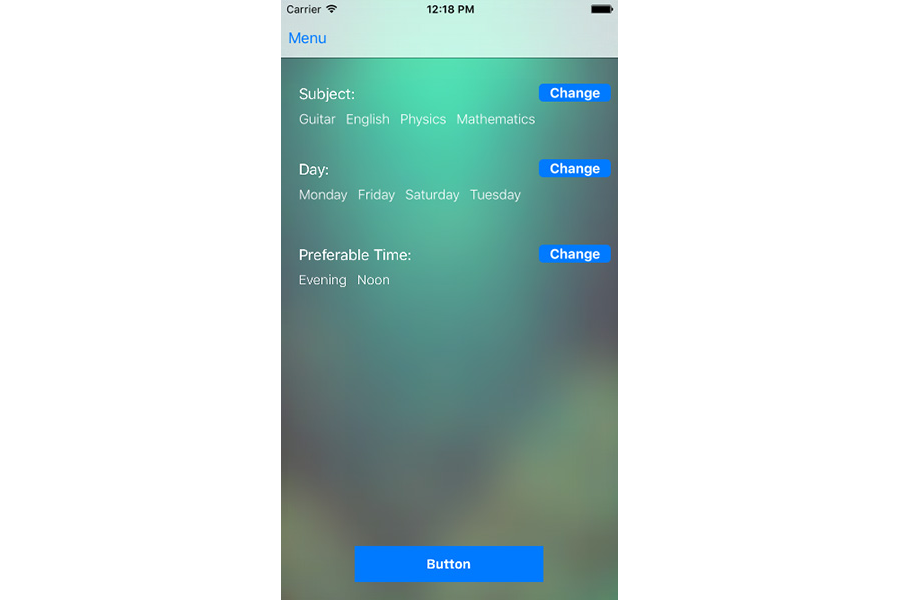 Carrier 12:18 PM
Menu
Subject: Change
Guitar English Physics Mathematics
Day: Change
Monday Friday Saturday Tuesday
Preferable Time: Change
Evening Noon
Button